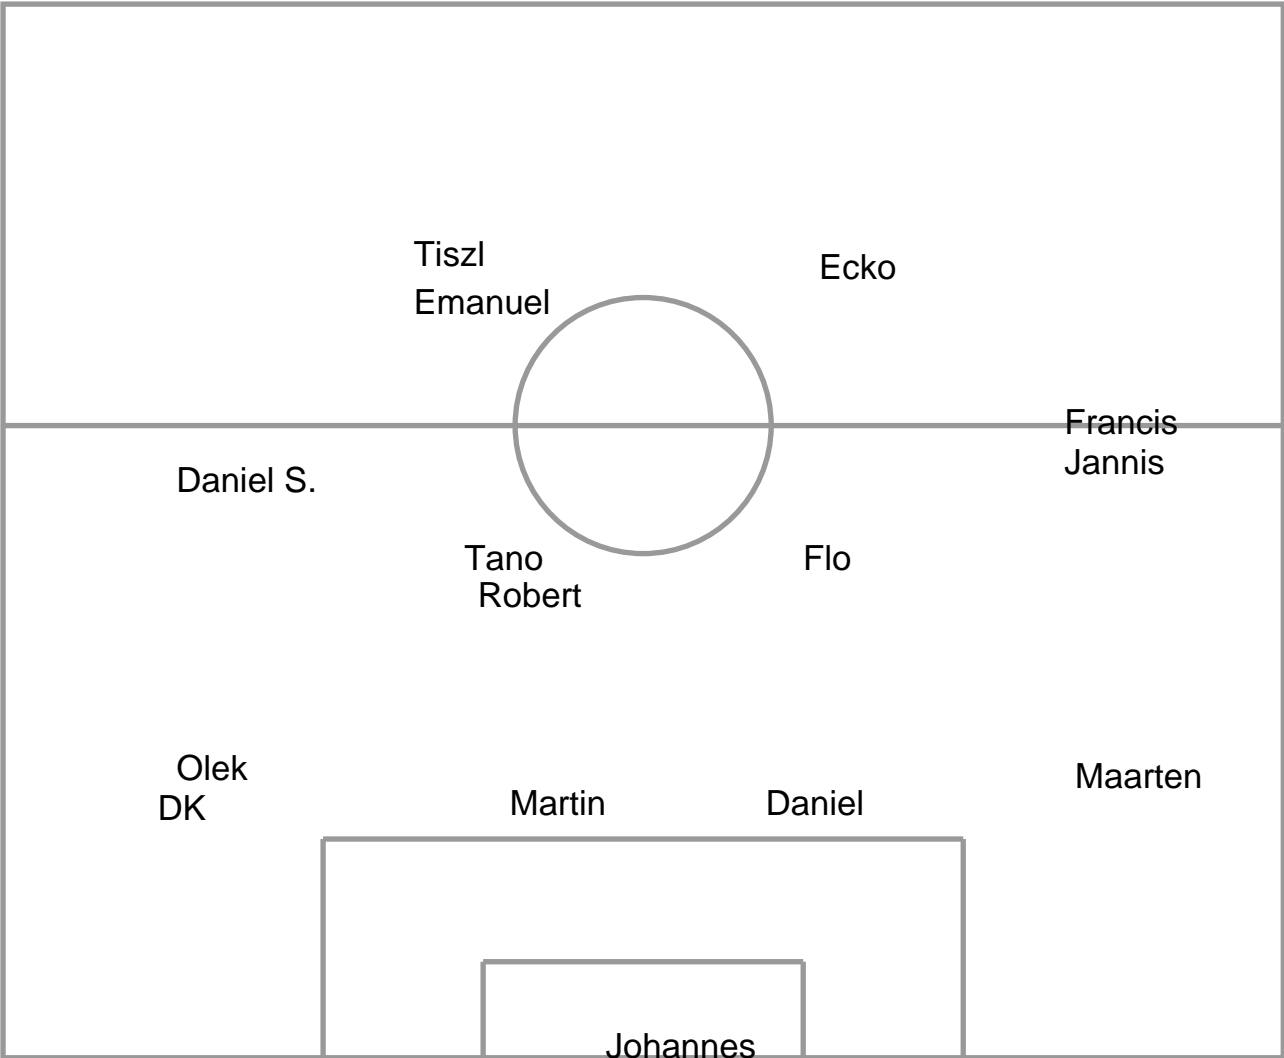 Tiszl
Emanuel
Ecko
Francis
Jannis
Daniel S.
Tano
Robert
Flo
Olek
DK
Martin
Daniel
Maarten
Johannes